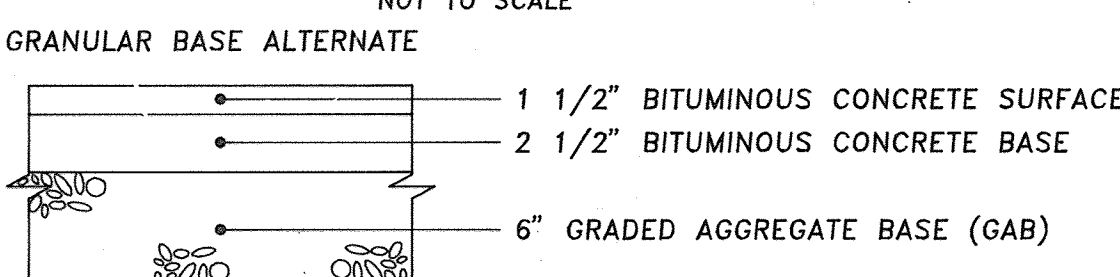 NOT TO SCALE
GRANULAR BASE ALTERNATE
1 1/2" BITUMINOUS CONCRETE SURFACE
2 1/2" BITUMINOUS CONCRETE BASE
6" GRADED AGGREGATE BASE (GAB)